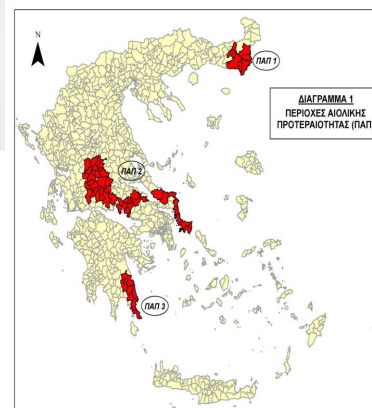 N
ΠΑΠ 1
ΔΙΑΓΡΑΜΜΑ 1
ΠΕΡΙΟΧΕΣ ΑΙΟΛΙΚΗΣ
ΠΡΟΤΕΡΑΙΟΤΗΤΑΣ (ΠΑΠ
ΠΑΠ 2
ΠΑΠ 3